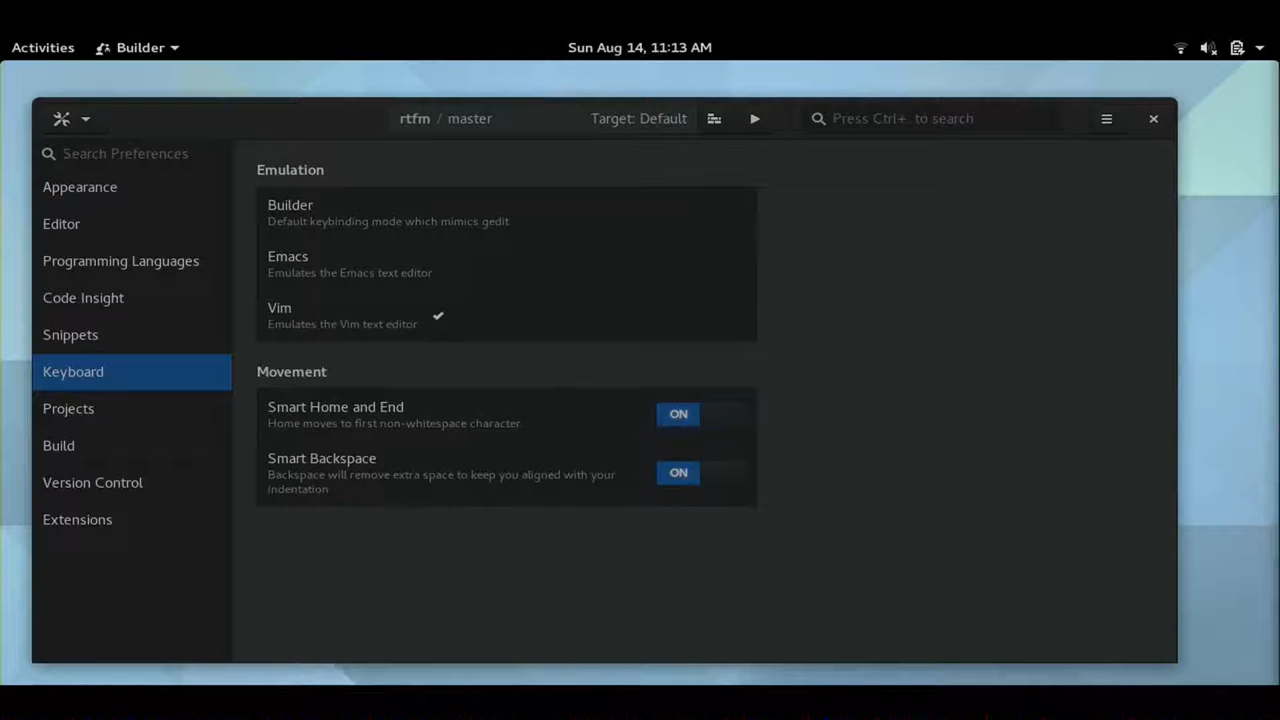 Activities
Builder
Sun Aug 14, 11:13 AM
rtfm / master
Target: Default
Press Ctrl+. to search
Search Preferences
Appearance
Editor
Programming Languages
Code Insight
Snippets
Keyboard
Projects
Build
Version Control
Extensions
Emulation
Builder
Default keybinding mode which mimics gedit
Emacs
Emulates the Emacs text editor
Vim
Emulates the Vim text editor
Movement
Smart Home and End
Home moves to first non-whitespace character
ON
Smart Backspace
Backspace will remove extra space to keep you aligned with your
indentation
ON